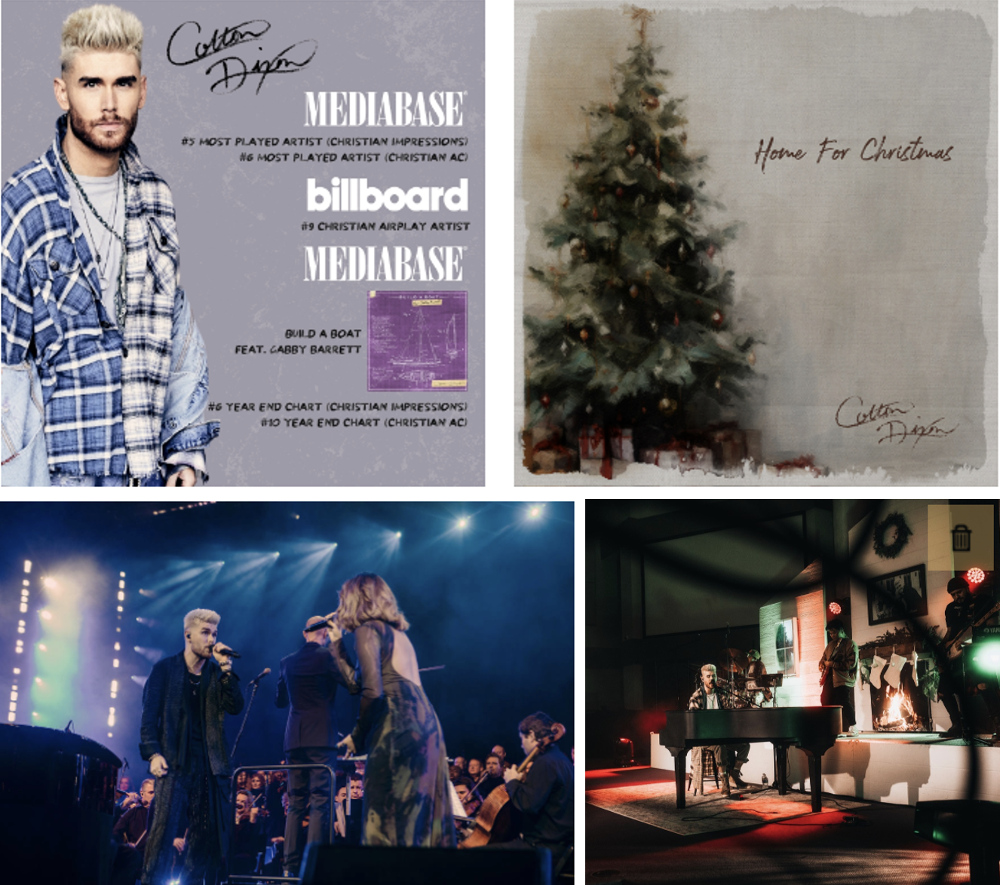 Colton
Dixon
MEDIABASE
#5 MOST PLAYED ARTIST (CHRISTIAN IMPRESSIONS)
#6 MOST PLAYED ARTIST (CHRISTIAN AC)
billboard
#9 CHRISTIAN AIRPLAY ARTIST
MEDIABASE
BUILD A BOAT
BUILD A BOAT
FEAT. GABBY BARRETT
#6 YEAR END CHART (CHRISTIAN IMPRESSIONS)
#10 YEAR END CHART (CHRISTIAN AC)
Home For Christmas
Colton
Dixon